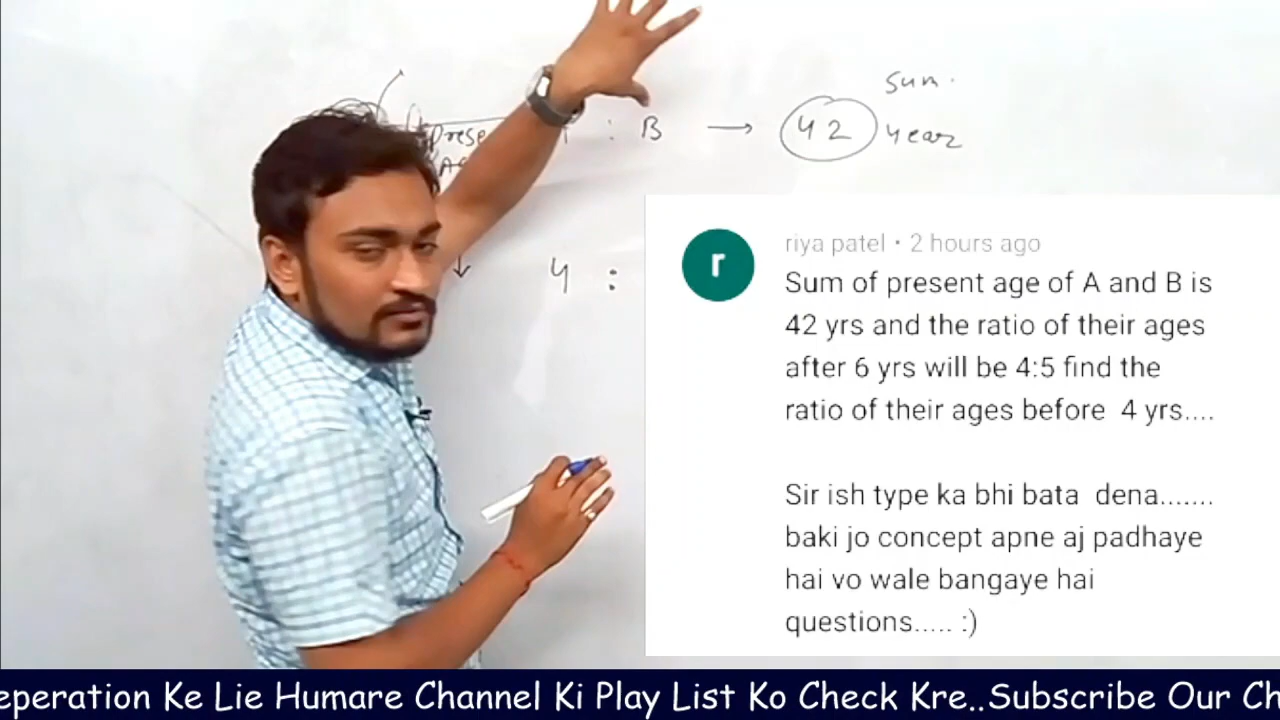 sum.
: B → 42 year
4 :
r
riya patel • 2 hours ago
Sum of present age of A and B is
42 yrs and the ratio of their ages
after 6 yrs will be 4:5 find the
ratio of their ages before 4 yrs....
Sir ish type ka bhi bata dena.......
baki jo concept apne aj padhaye
hai vo wale bangaye hai
questions..... :)
eperation Ke Lie Humare Channel Ki Play List Ko Check Kre..Subscribe Our Ch